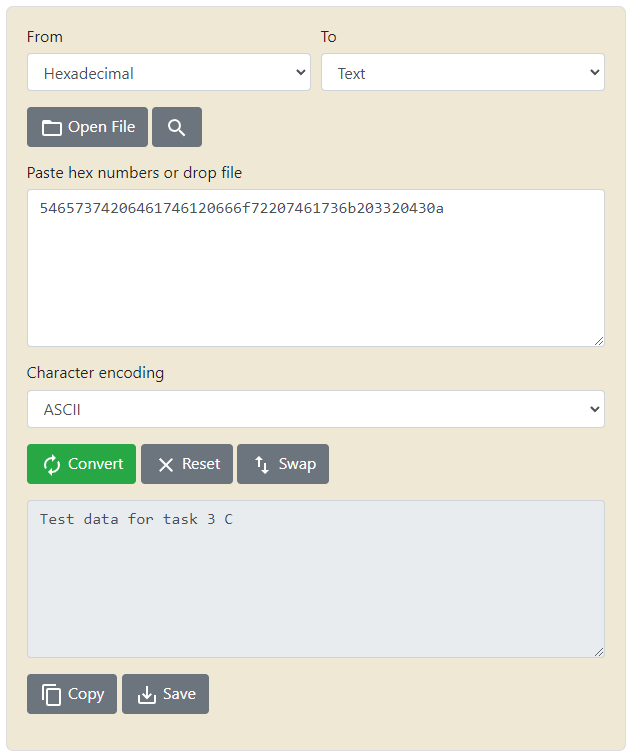 From To
Hexadecimal Text
Open File
Paste hex numbers or drop file
54657374206461746120666f72207461736b203320430a
Character encoding
ASCII
Convert Reset Swap
Test data for task 3 C
Copy Save